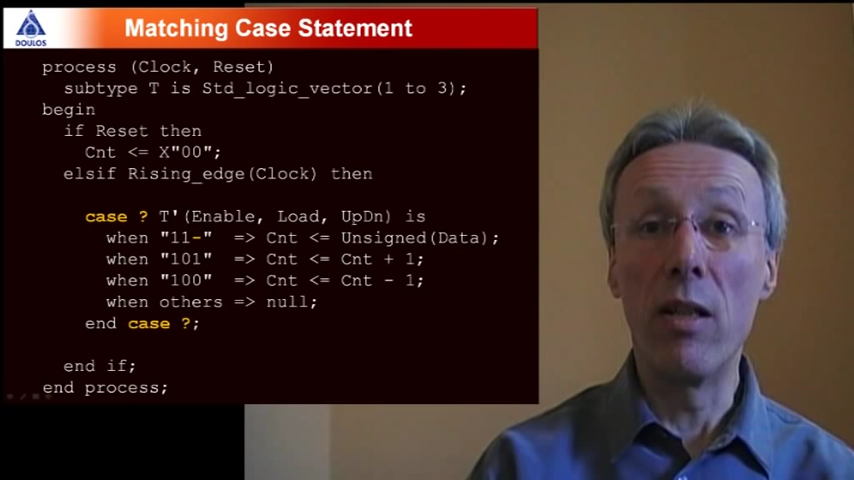 DOULOS
Matching Case Statement
process (Clock, Reset)
subtype T is Std_logic_vector(1 to 3);
begin
if Reset then
Cnt <= X"00";
elsif Rising_edge(Clock) then
case ? T'(Enable, Load, UpDn) is
when "11-" => Cnt <= Unsigned(Data);
when "101" => Cnt <= Cnt + 1;
when "100" => Cnt <= Cnt - 1;
when others => null;
end case ?;
end if;
end process;